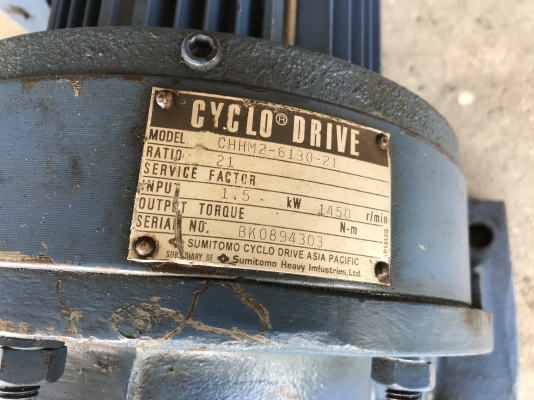 CYCLO® DRIVE
MODEL CHHM2-6130-21
RATIO 21
SERVICE FACTOR
INPUT 1.5 kW 1450 r/min
OUTPUT TORQUE N-m
SERIAL NO. BK0894303
SUMITOMO CYCLO DRIVE ASIA PACIFIC
SUBSIDIARY OF Sumitomo Heavy Industries, Ltd.